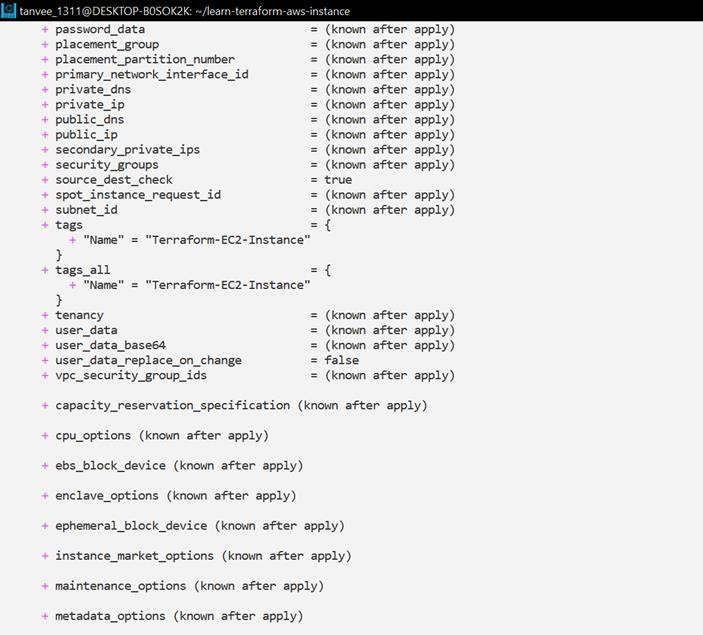 tanvee_1311@DESKTOP-B0SOK2K: ~/learn-terraform-aws-instance
+ password_data = (known after apply)
+ placement_group = (known after apply)
+ placement_partition_number = (known after apply)
+ primary_network_interface_id = (known after apply)
+ private_dns = (known after apply)
+ private_ip = (known after apply)
+ public_dns = (known after apply)
+ public_ip = (known after apply)
+ secondary_private_ips = (known after apply)
+ security_groups = (known after apply)
+ source_dest_check = true
+ spot_instance_request_id = (known after apply)
+ subnet_id = (known after apply)
+ tags = {
+ "Name" = "Terraform-EC2-Instance"
}
+ tags_all = {
+ "Name" = "Terraform-EC2-Instance"
}
+ tenancy = (known after apply)
+ user_data = (known after apply)
+ user_data_base64 = (known after apply)
+ user_data_replace_on_change = false
+ vpc_security_group_ids = (known after apply)
+ capacity_reservation_specification (known after apply)
+ cpu_options (known after apply)
+ ebs_block_device (known after apply)
+ enclave_options (known after apply)
+ ephemeral_block_device (known after apply)
+ instance_market_options (known after apply)
+ maintenance_options (known after apply)
+ metadata_options (known after apply)